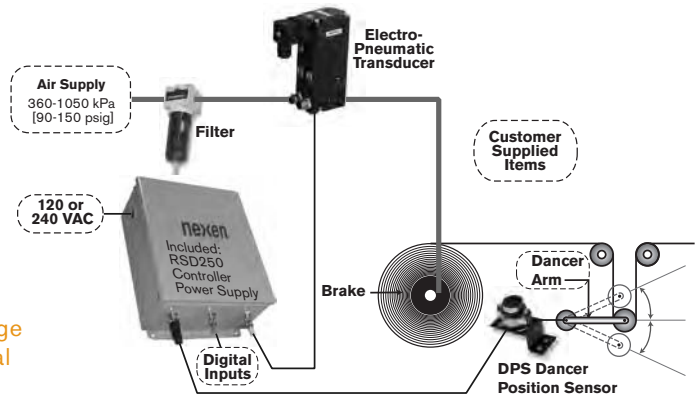 Electro-
Pneumatic
Transducer
Air Supply
360-1050 kPa
[90-150 psig]
Filter
Customer
Supplied
Items
120 or
240 VAC
nexen
Included:
RSD250
Controller
Power Supply
Dancer
Arm
Brake
Digital
Inputs
DPS Dancer
Position Sensor